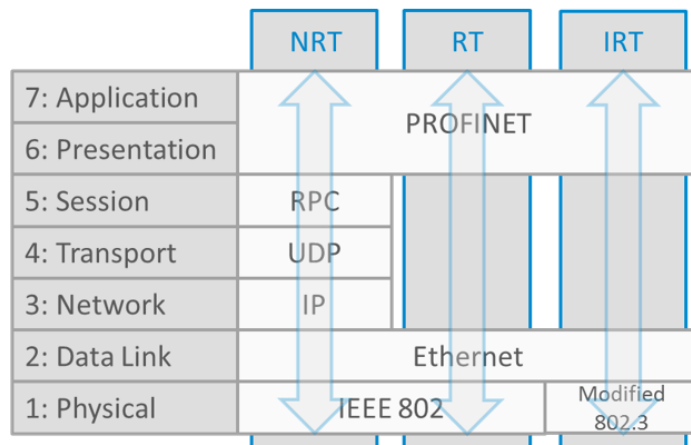 NRT RT IRT
7: Application
PROFINET
6: Presentation
5: Session RPC
4: Transport UDP
3: Network IP
2: Data Link Ethernet
1: Physical IEEE 802 Modified
802.3